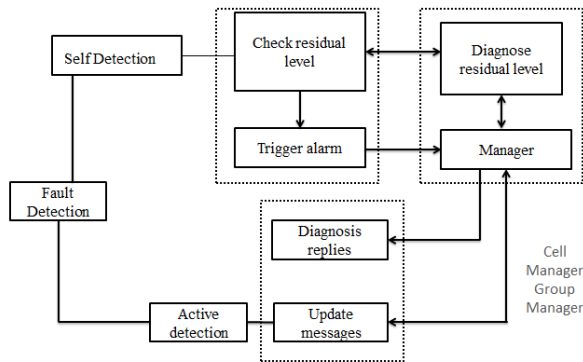 Check residual
level
Diagnose
residual level
Self Detection
Trigger alarm
Manager
Fault
Detection
Diagnosis
replies
Cell
Manager
Group
Manager
Active
detection
Update
messages